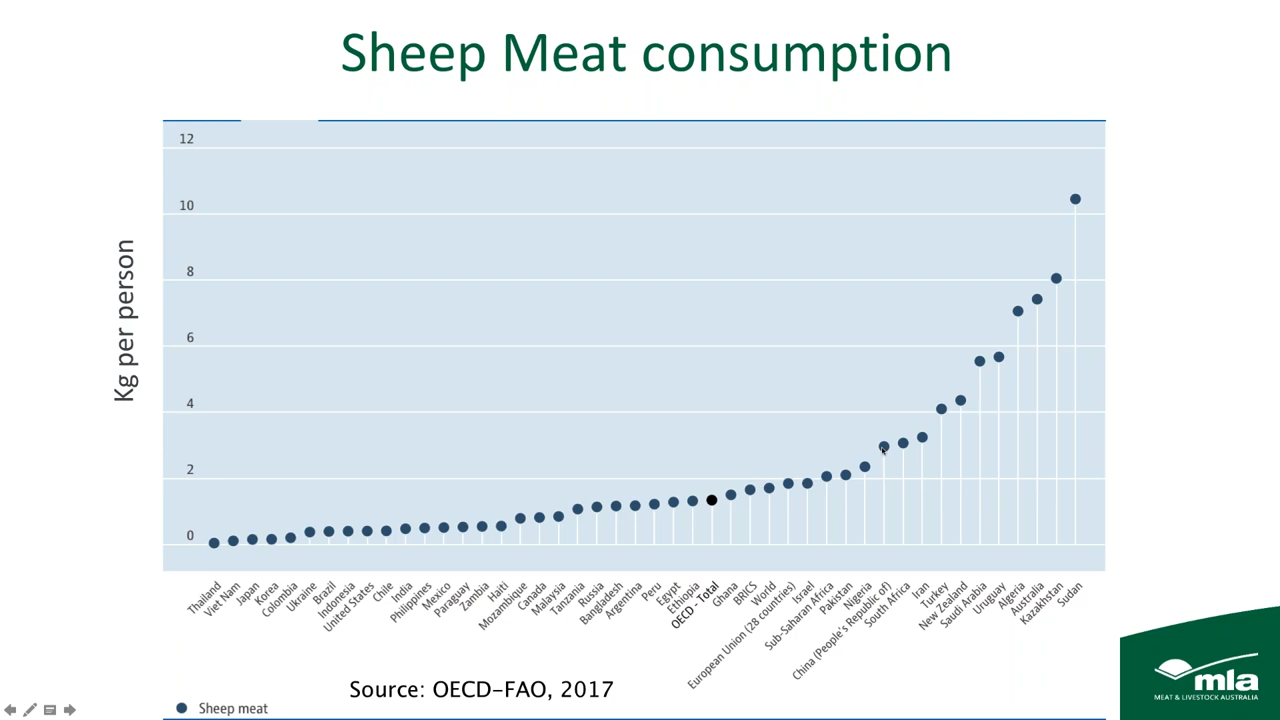 Sheep Meat consumption
Kg per person
12
10
8
6
4
2
0
Thailand
Viet Nam
Japan
Korea
Colombia
Ukraine
Brazil
Indonesia
United States
Chile
India
Philippines
Mexico
Paraguay
Zambia
Haiti
Mozambique
Canada
Malaysia
Tanzania
Russia
Bangladesh
Argentina
Peru
Egypt
Ethiopia
OECD - Total
Ghana
BRICS
World
European Union (28 countries)
Israel
Sub-Saharan Africa
Pakistan
Nigeria
China (People's Republic of)
South Africa
Iran
Turkey
New Zealand
Saudi Arabia
Uruguay
Algeria
Australia
Kazakhstan
Sudan
Source: OECD-FAO, 2017
Sheep meat
mla
MEAT & LIVESTOCK AUSTRALIA